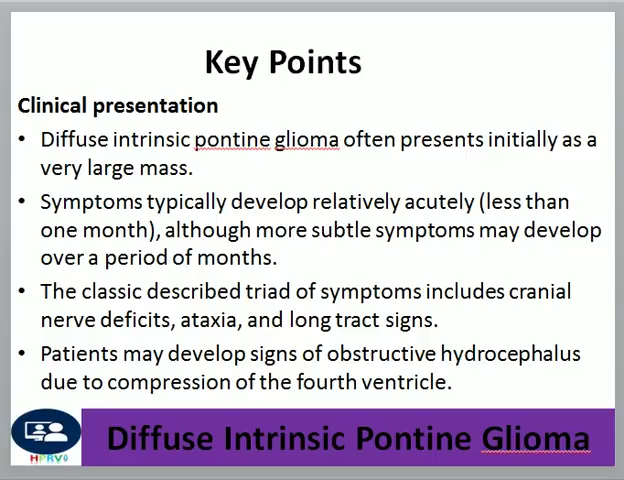 Key Points
Clinical presentation
• Diffuse intrinsic pontine glioma often presents initially as a
very large mass.
• Symptoms typically develop relatively acutely (less than
one month), although more subtle symptoms may develop
over a period of months.
• The classic described triad of symptoms includes cranial
nerve deficits, ataxia, and long tract signs.
• Patients may develop signs of obstructive hydrocephalus
due to compression of the fourth ventricle.
HPRVG
Diffuse Intrinsic Pontine Glioma